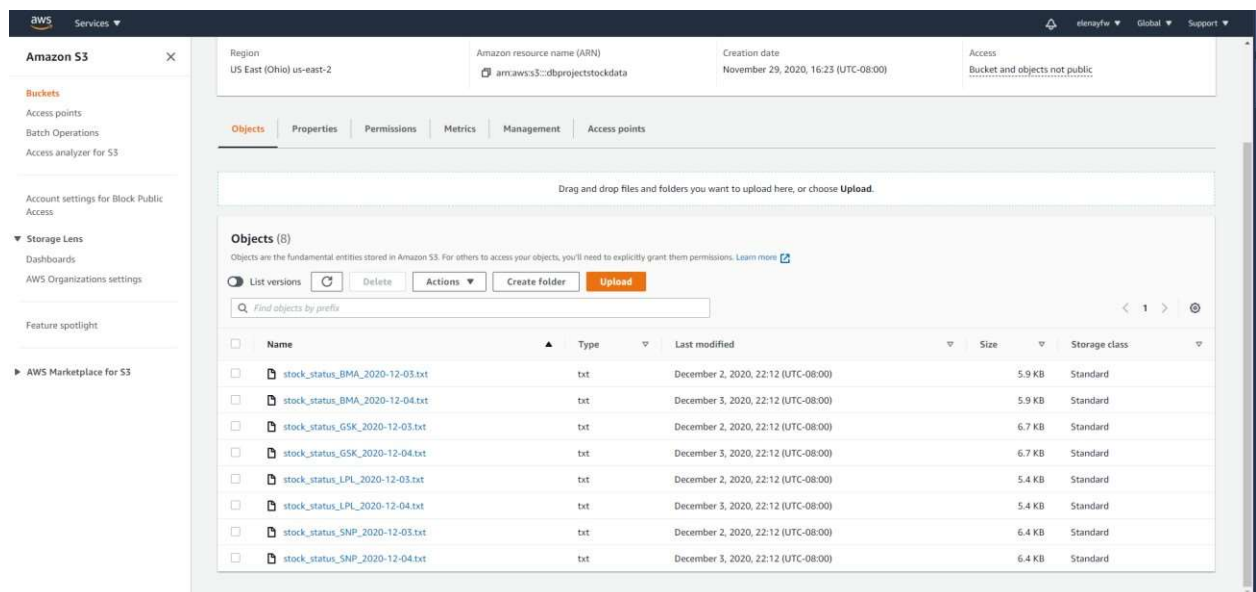 aws Services ▼ elenayfw ▼ Global ▼ Support ▼
Amazon S3
Buckets
Access points
Batch Operations
Access analyzer for S3
Account settings for Block Public
Access
▼ Storage Lens
Dashboards
AWS Organizations settings
Feature spotlight
▶ AWS Marketplace for S3
Region Amazon resource name (ARN) Creation date Access
US East (Ohio) us-east-2 arn:aws:s3:::dbprojectstockdata November 29, 2020, 16:23 (UTC-08:00) Bucket and objects not public
Objects Properties Permissions Metrics Management Access points
Drag and drop files and folders you want to upload here, or choose Upload.
Objects (8)
Objects are the fundamental entities stored in Amazon S3. For others to access your objects, you'll need to explicitly grant them permissions. Learn more
List versions Delete Actions ▼ Create folder Upload
Find objects by prefix < 1 >
Name Type Last modified Size Storage class
stock_status_BMA_2020-12-03.txt txt December 2, 2020, 22:12 (UTC-08:00) 5.9 KB Standard
stock_status_BMA_2020-12-04.txt txt December 3, 2020, 22:12 (UTC-08:00) 5.9 KB Standard
stock_status_GSK_2020-12-03.txt txt December 2, 2020, 22:12 (UTC-08:00) 6.7 KB Standard
stock_status_GSK_2020-12-04.txt txt December 3, 2020, 22:12 (UTC-08:00) 6.7 KB Standard
stock_status_LPL_2020-12-03.txt txt December 2, 2020, 22:12 (UTC-08:00) 5.4 KB Standard
stock_status_LPL_2020-12-04.txt txt December 3, 2020, 22:12 (UTC-08:00) 5.4 KB Standard
stock_status_SNP_2020-12-03.txt txt December 2, 2020, 22:12 (UTC-08:00) 6.4 KB Standard
stock_status_SNP_2020-12-04.txt txt December 3, 2020, 22:12 (UTC-08:00) 6.4 KB Standard